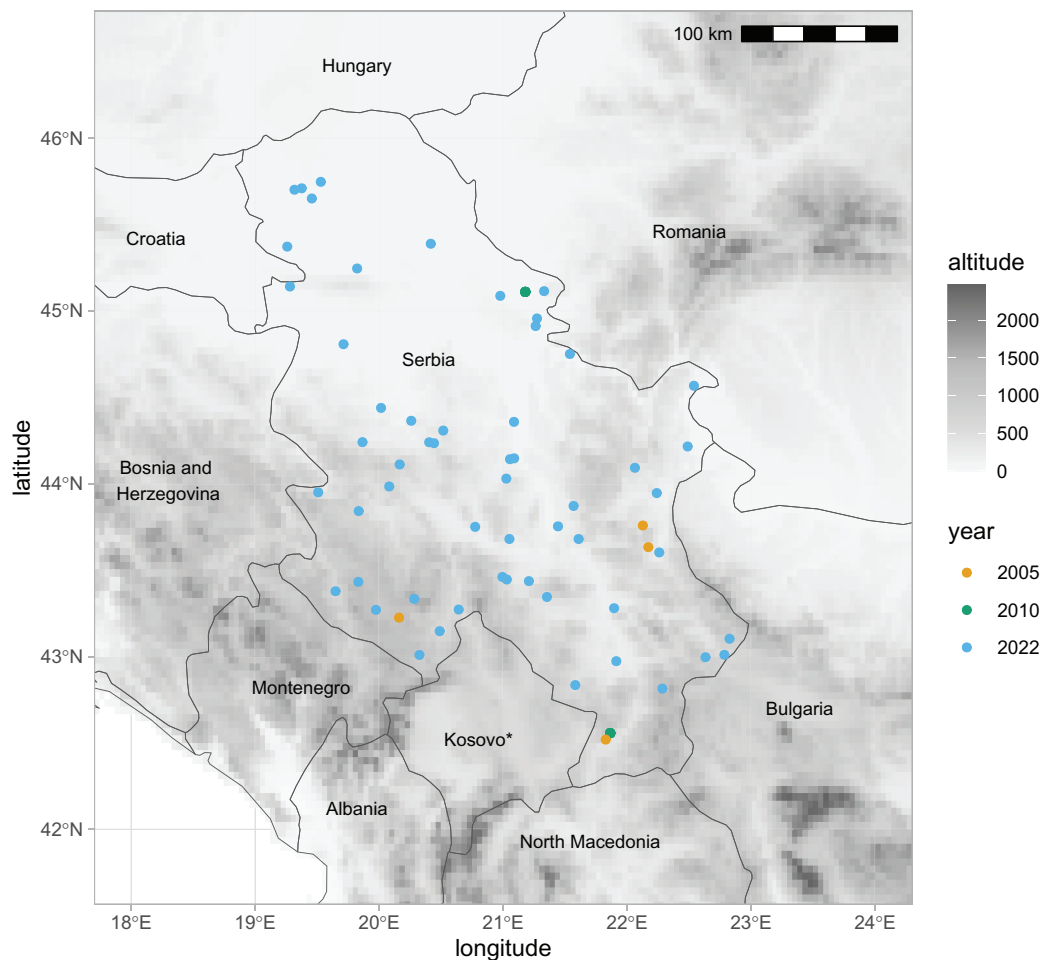 100 km
Hungary
46°N
Croatia
Romania
altitude
45°N
2000
Serbia
1500
1000
500
latitude
Bosnia and
Herzegovina
0
44°N
year
2005
2010
2022
43°N
Montenegro
Bulgaria
Kosovo*
Albania
42°N
North Macedonia
18°E 19°E 20°E 21°E 22°E 23°E 24°E
longitude